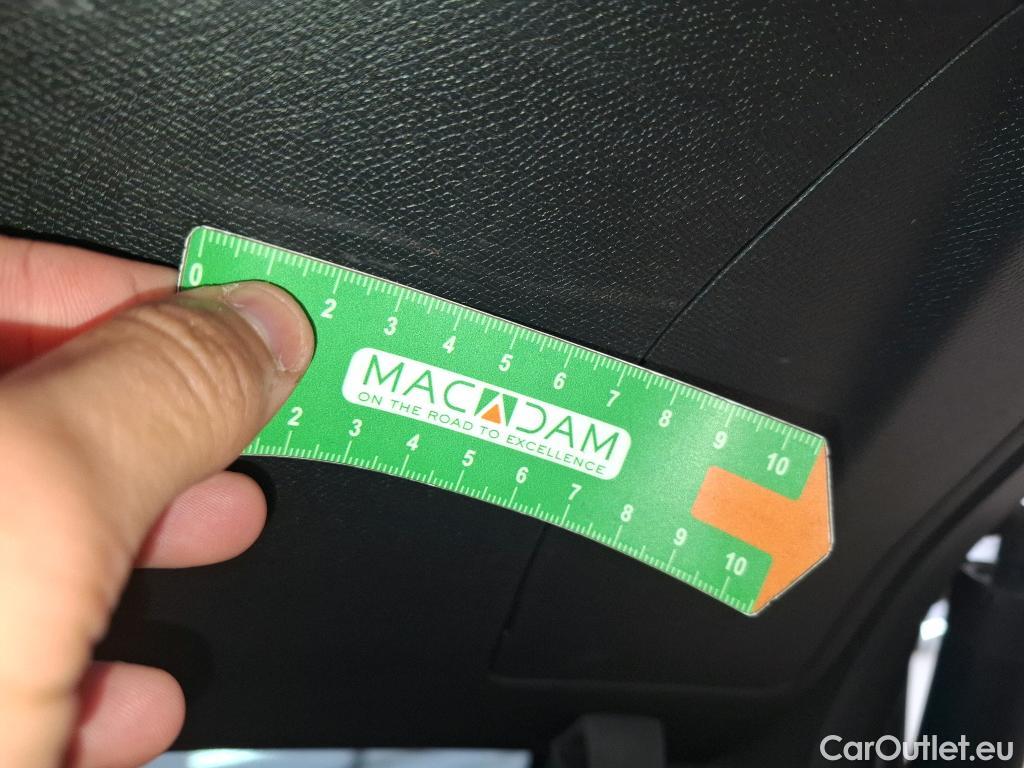 0 2 3 4 5 6 7 8 9 10
MACADAM
ON THE ROAD TO EXCELLENCE
2 3 4 5 6 7 8 9 10
CarOutlet.eu